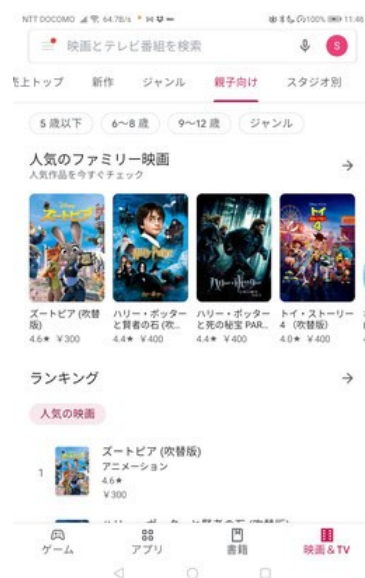 NTT DOCOMO 64.7B/s 100% 11:46
映画とテレビ番組を検索
S
売上トップ 新作 ジャンル 親子向け スタジオ別
5 歳以下 6～8 歳 9～12 歳 ジャンル
人気のファミリー映画
人気作品を今すぐチェック
ズートピア (吹替版)
4.6★ ¥300
ハリー・ポッターと賢者の石 (吹...
4.4★ ¥400
ハリー・ポッターと死の秘宝 PAR...
4.4★ ¥400
トイ・ストーリー4 （吹替版）
4.0★ ¥400
ランキング
人気の映画
1
ズートピア (吹替版)
アニメーション
4.6★
¥300
ゲーム アプリ 書籍 映画＆TV